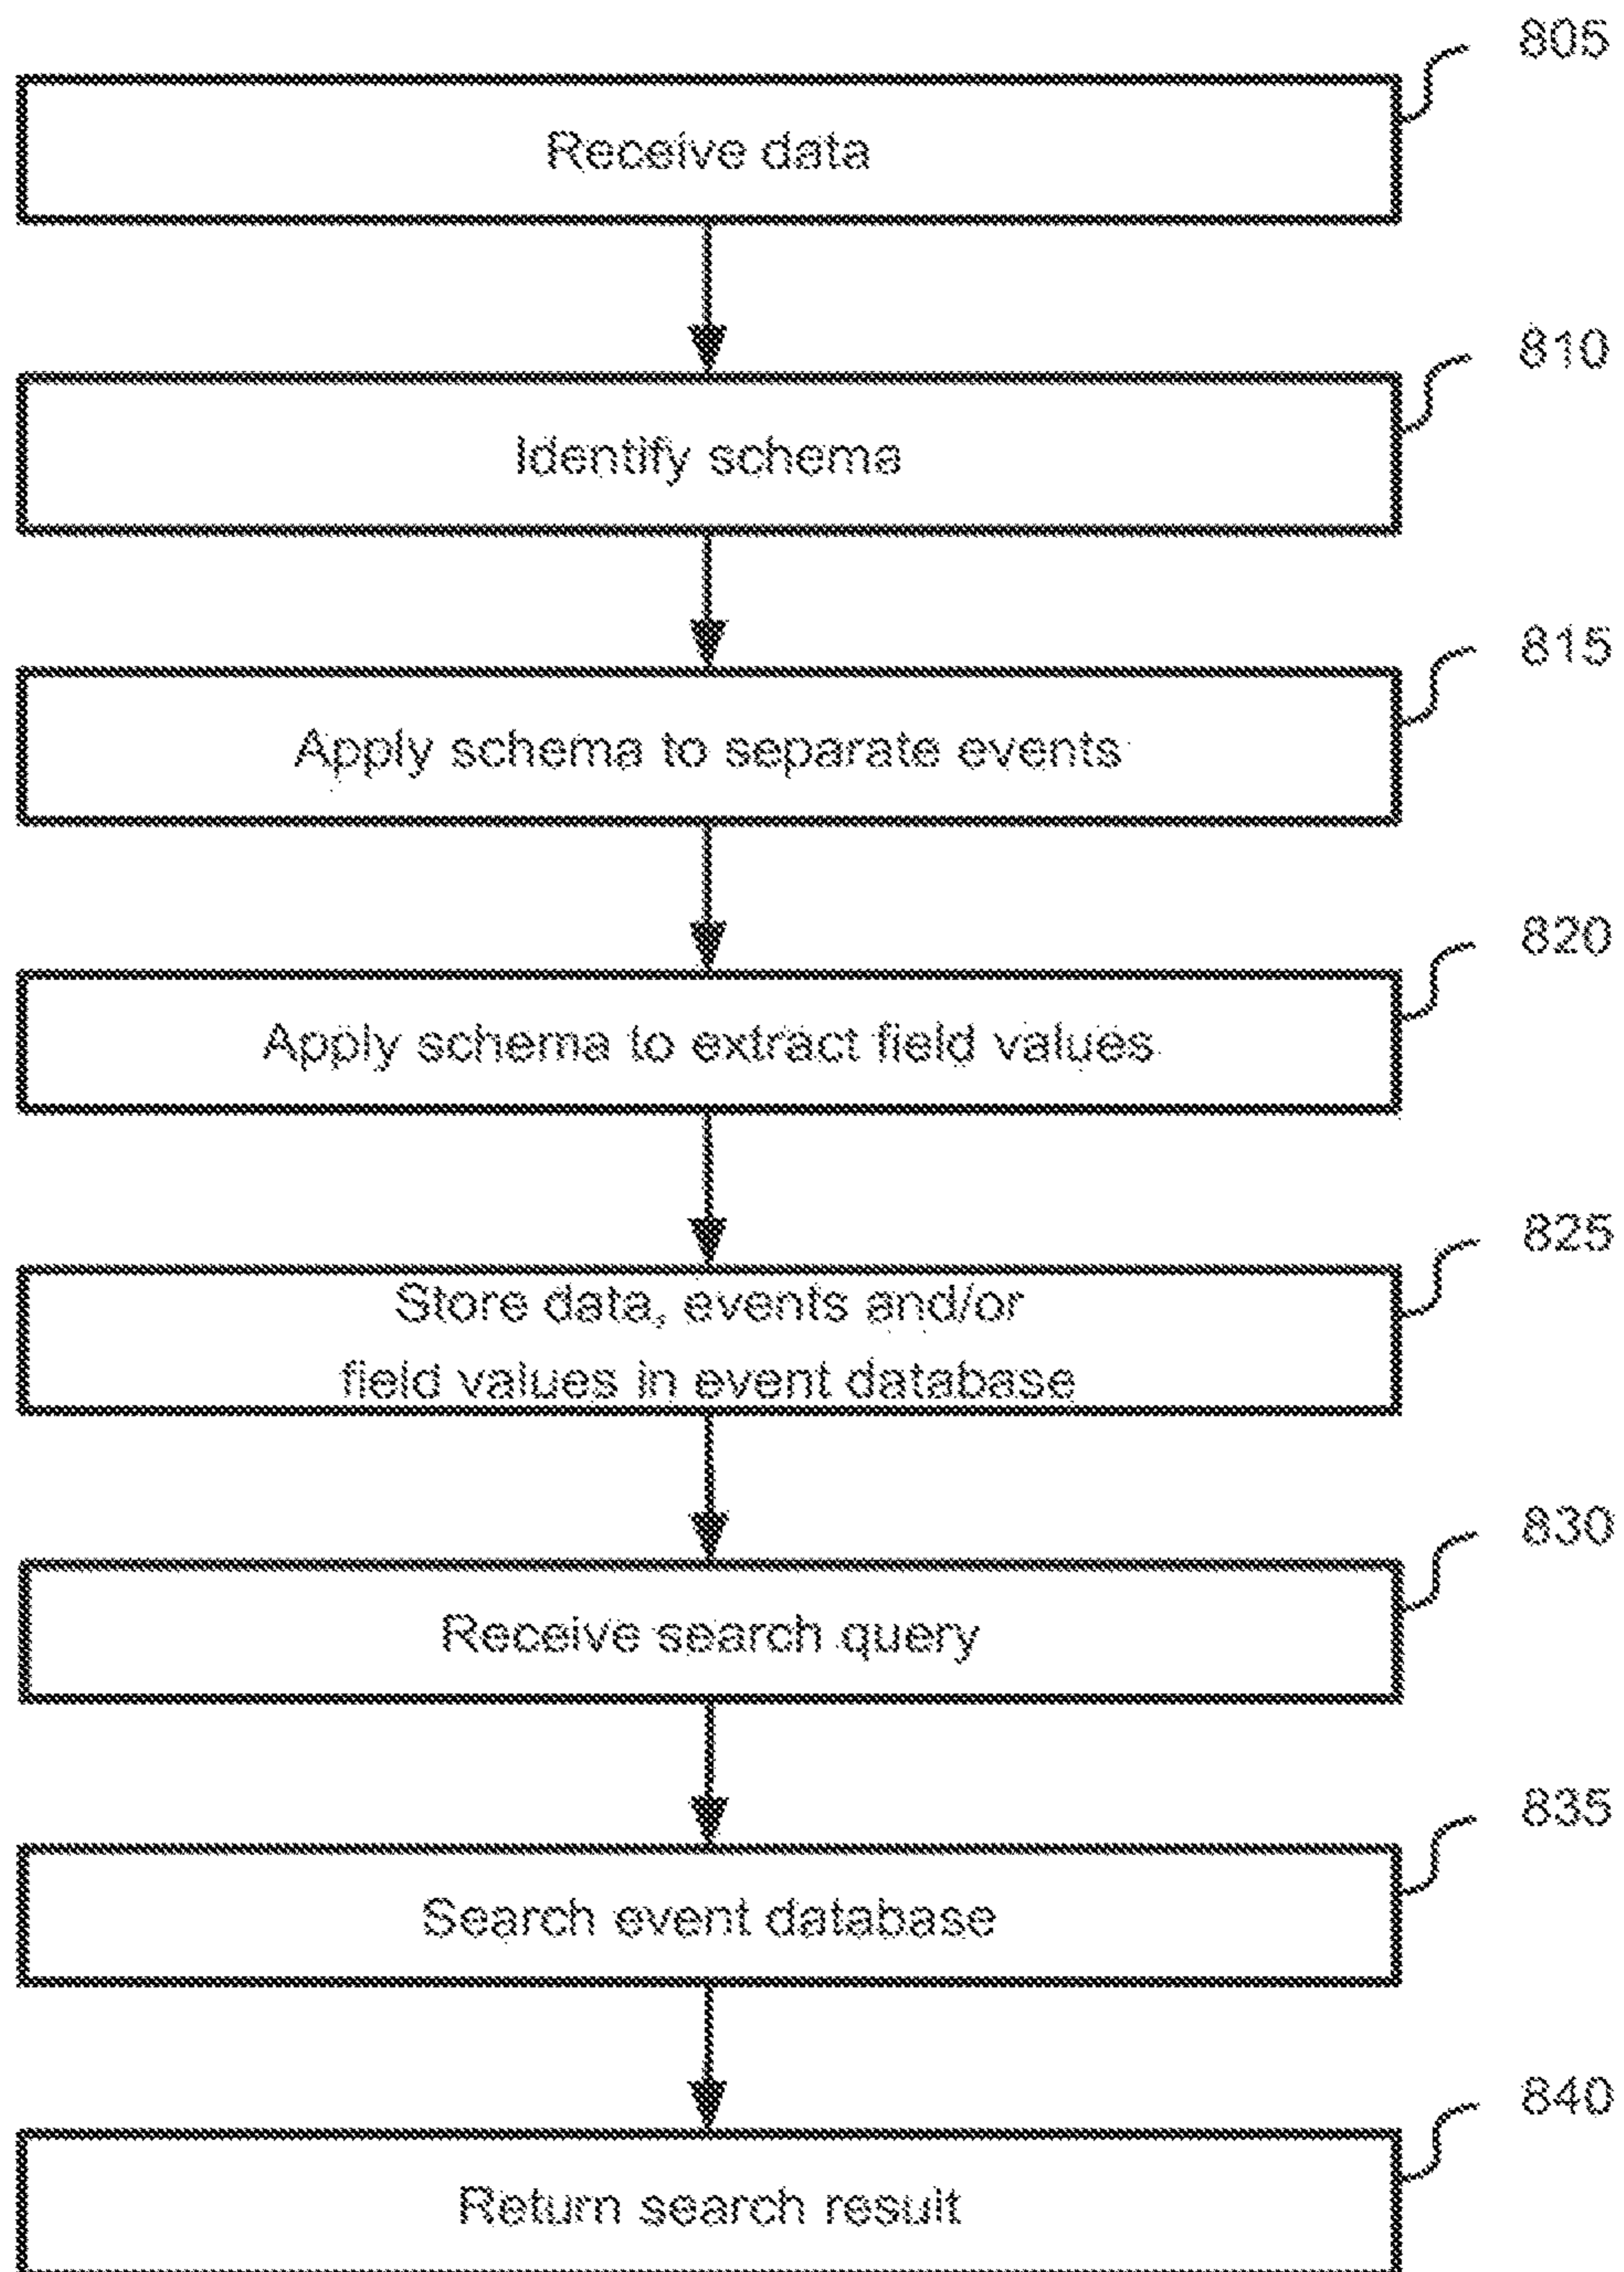 805
Receive data
810
Identify schema
815
Apply schema to separate events
820
Apply schema to extract field values
825
Store data, events and/or
field values in event database
830
Receive search query
835
Search event database
840
Return search result